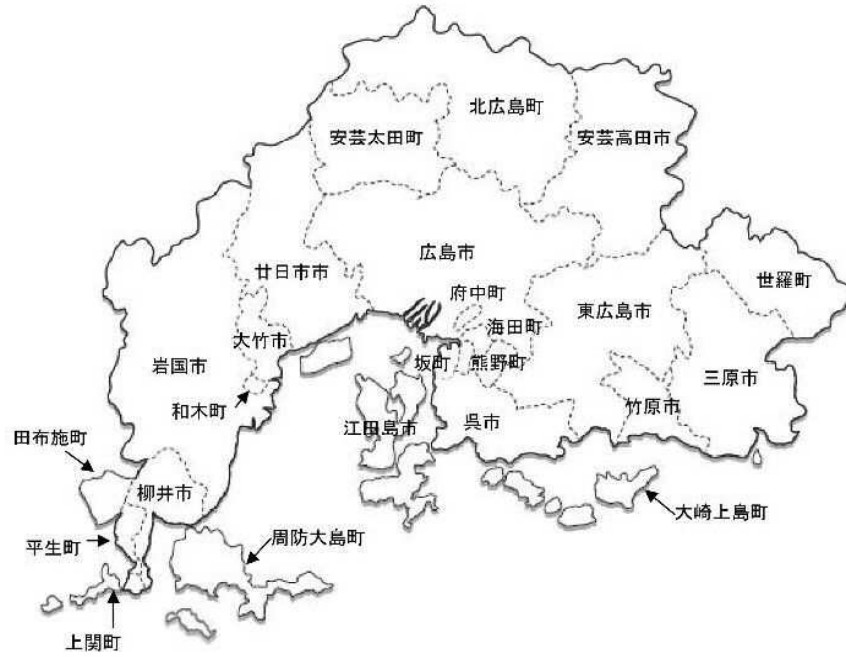 北広島町
安芸太田町
安芸高田市
広島市
世羅町
廿日市市
府中町
東広島市
海田町
大竹市
岩国市
坂町
熊野町
三原市
和木町
竹原市
江田島市
呉市
田布施町
柳井市
大崎上島町
周防大島町
平生町
上関町